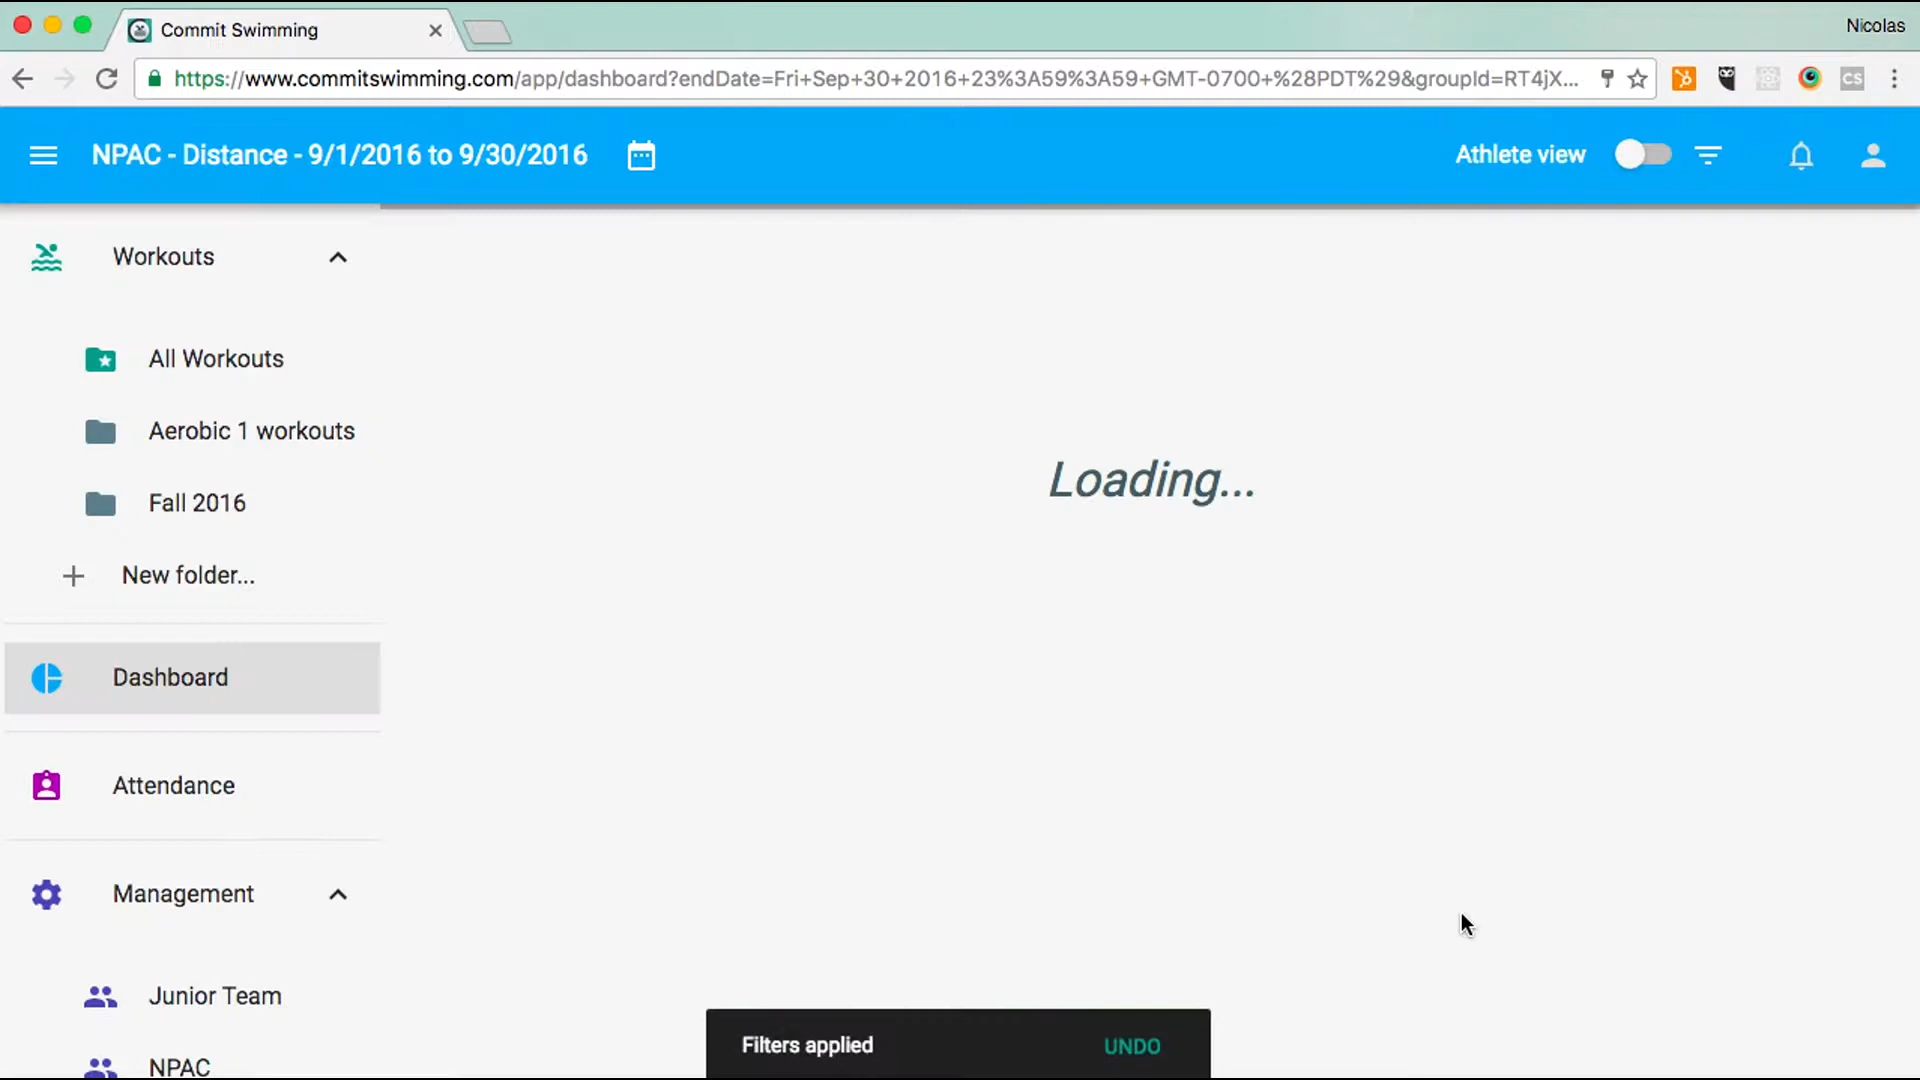 Commit Swimming
Nicolas
https://www.commitswimming.com/app/dashboard?endDate=Fri+Sep+30+2016+23%3A59%3A59+GMT-0700+%28PDT%29&groupId=RT4jX...
CS
NPAC - Distance - 9/1/2016 to 9/30/2016
Athlete view
Workouts
All Workouts
Aerobic 1 workouts
Fall 2016
New folder...
Dashboard
Attendance
Management
Junior Team
NPAC
Loading...
Filters applied
UNDO